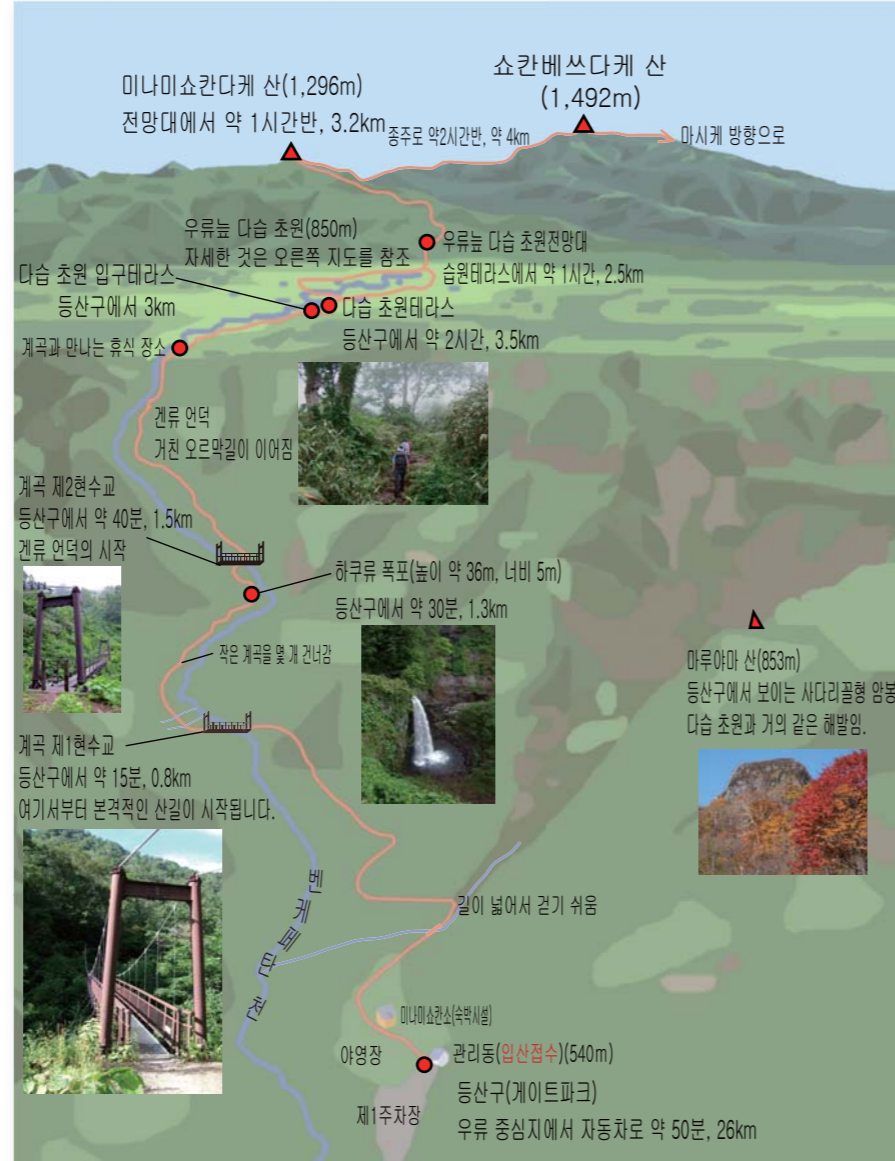 쇼칸베쓰다케 산
(1,492m)
미나미쇼칸다케 산(1,296m)
전망대에서 약 1시간반, 3.2km
종주로 약2시간반, 약 4km
마시케 방향으로
우류늪 다습 초원(850m)
자세한 것은 오른쪽 지도를 참조
우류늪 다습 초원전망대
습원테라스에서 약 1시간, 2.5km
다습 초원 입구테라스
등산구에서 3km
다습 초원테라스
등산구에서 약 2시간, 3.5km
계곡과 만나는 휴식 장소
겐류 언덕
거친 오르막길이 이어짐
계곡 제2현수교
등산구에서 약 40분, 1.5km
겐류 언덕의 시작
하쿠류 폭포(높이 약 36m, 너비 5m)
등산구에서 약 30분, 1.3km
작은 계곡을 몇 개 건너감
마루야마 산(853m)
등산구에서 보이는 사다리꼴형 암봉
다습 초원과 거의 같은 해발임.
계곡 제1현수교
등산구에서 약 15분, 0.8km
여기서부터 본격적인 산길이 시작됩니다.
펜케페탄 천
길이 넓어서 걷기 쉬움
미나미쇼칸소(숙박시설)
야영장
관리동(입산접수)(540m)
제1주차장
등산구(게이트파크)
우류 중심지에서 자동차로 약 50분, 26km